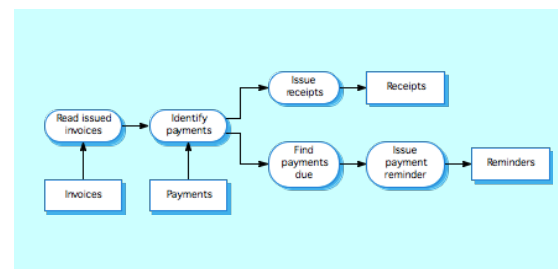 Issue
receipts
Receipts
Read issued
invoices
Identify
payments
Find
payments
due
Issue
payment
reminder
Reminders
Invoices
Payments